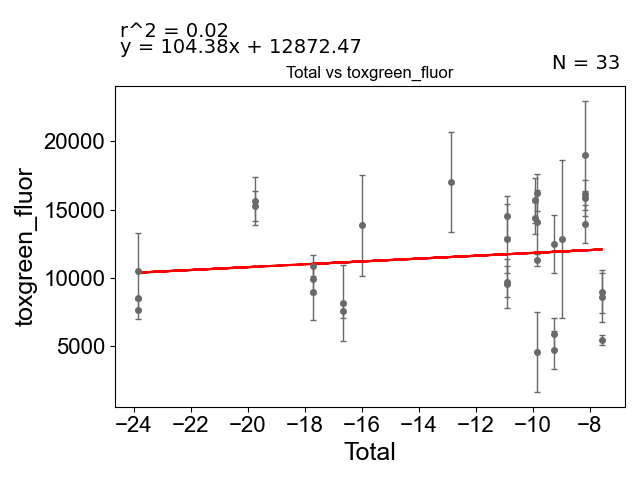 r^2 = 0.02
y = 104.38x + 12872.47
N = 33
Total vs toxgreen_fluor
20000
15000
10000
5000
toxgreen_fluor
−24
−22
−20
−18
−16
−14
−12
−10
−8
Total